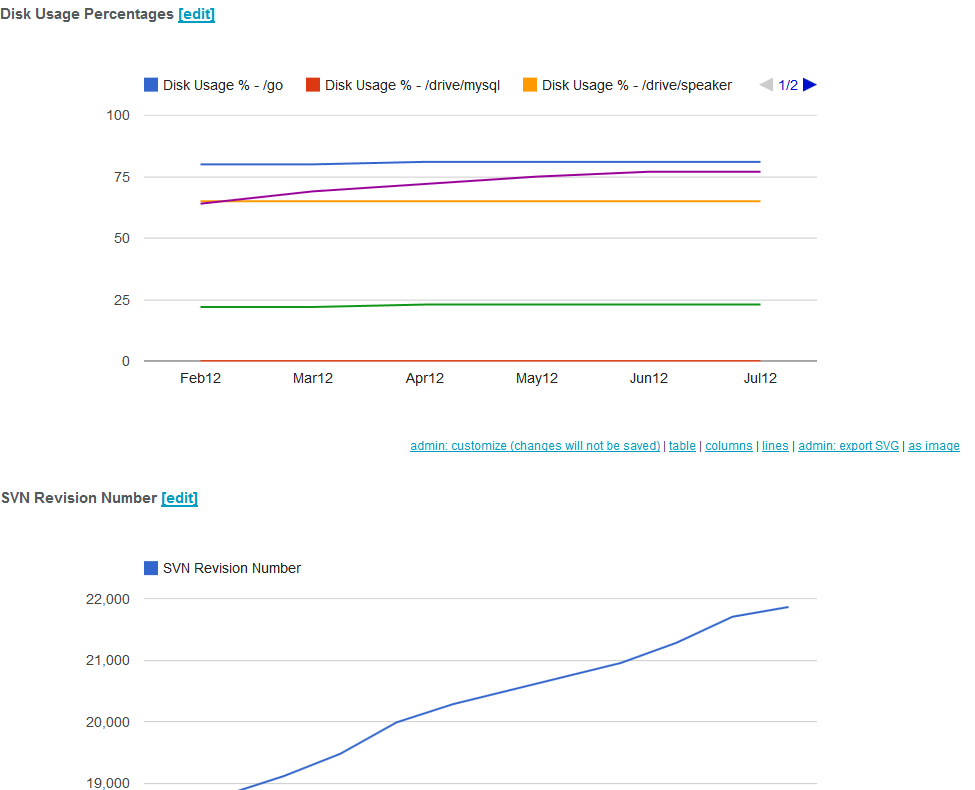 Disk Usage Percentages [edit]
Disk Usage % - /go Disk Usage % - /drive/mysql Disk Usage % - /drive/speaker 1/2
100
75
50
25
0
Feb12 Mar12 Apr12 May12 Jun12 Jul12
admin: customize (changes will not be saved) | table | columns | lines | admin: export SVG | as image
SVN Revision Number [edit]
SVN Revision Number
22,000
21,000
20,000
19,000